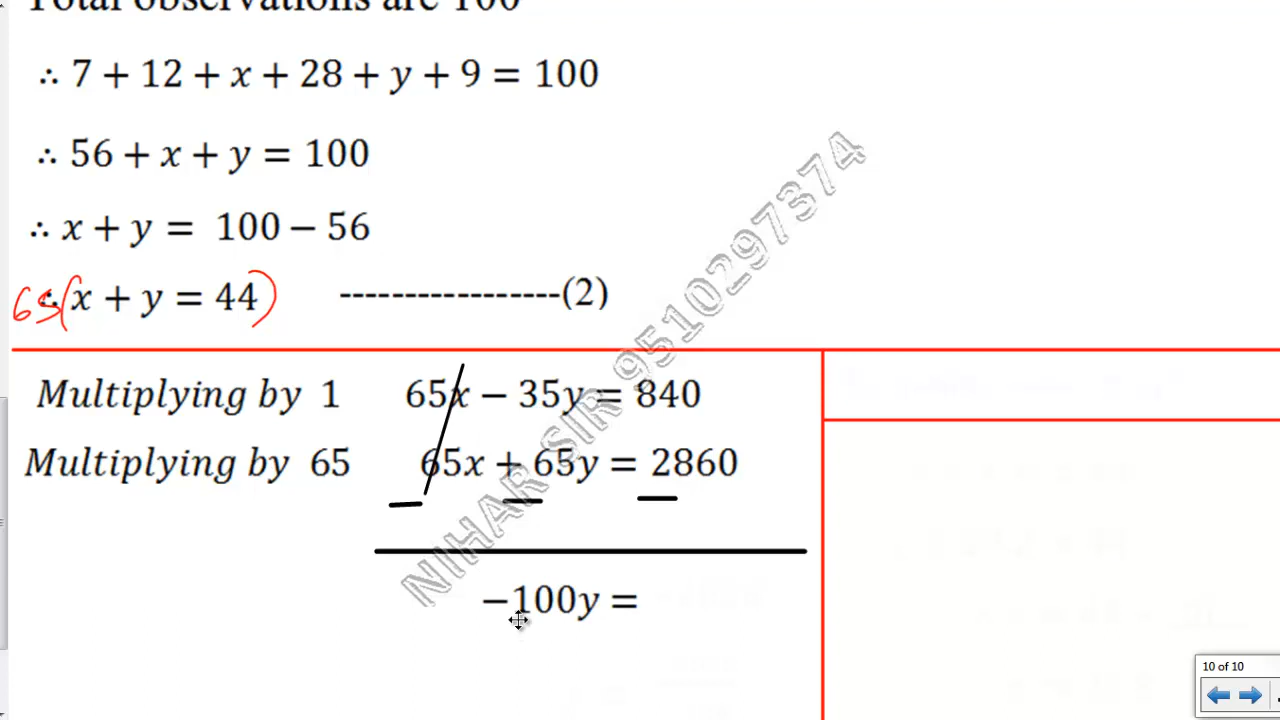 Total observations are 100
∴ 7 + 12 + x + 28 + y + 9 = 100
∴ 56 + x + y = 100
∴ x + y = 100 − 56
65( ∴ x + y = 44 ) -----------------(2)
Multiplying by 1 65x − 35y = 840
Multiplying by 65 65x + 65y = 2860
−100y =
NIHAR SIR 9510297374
10 of 10